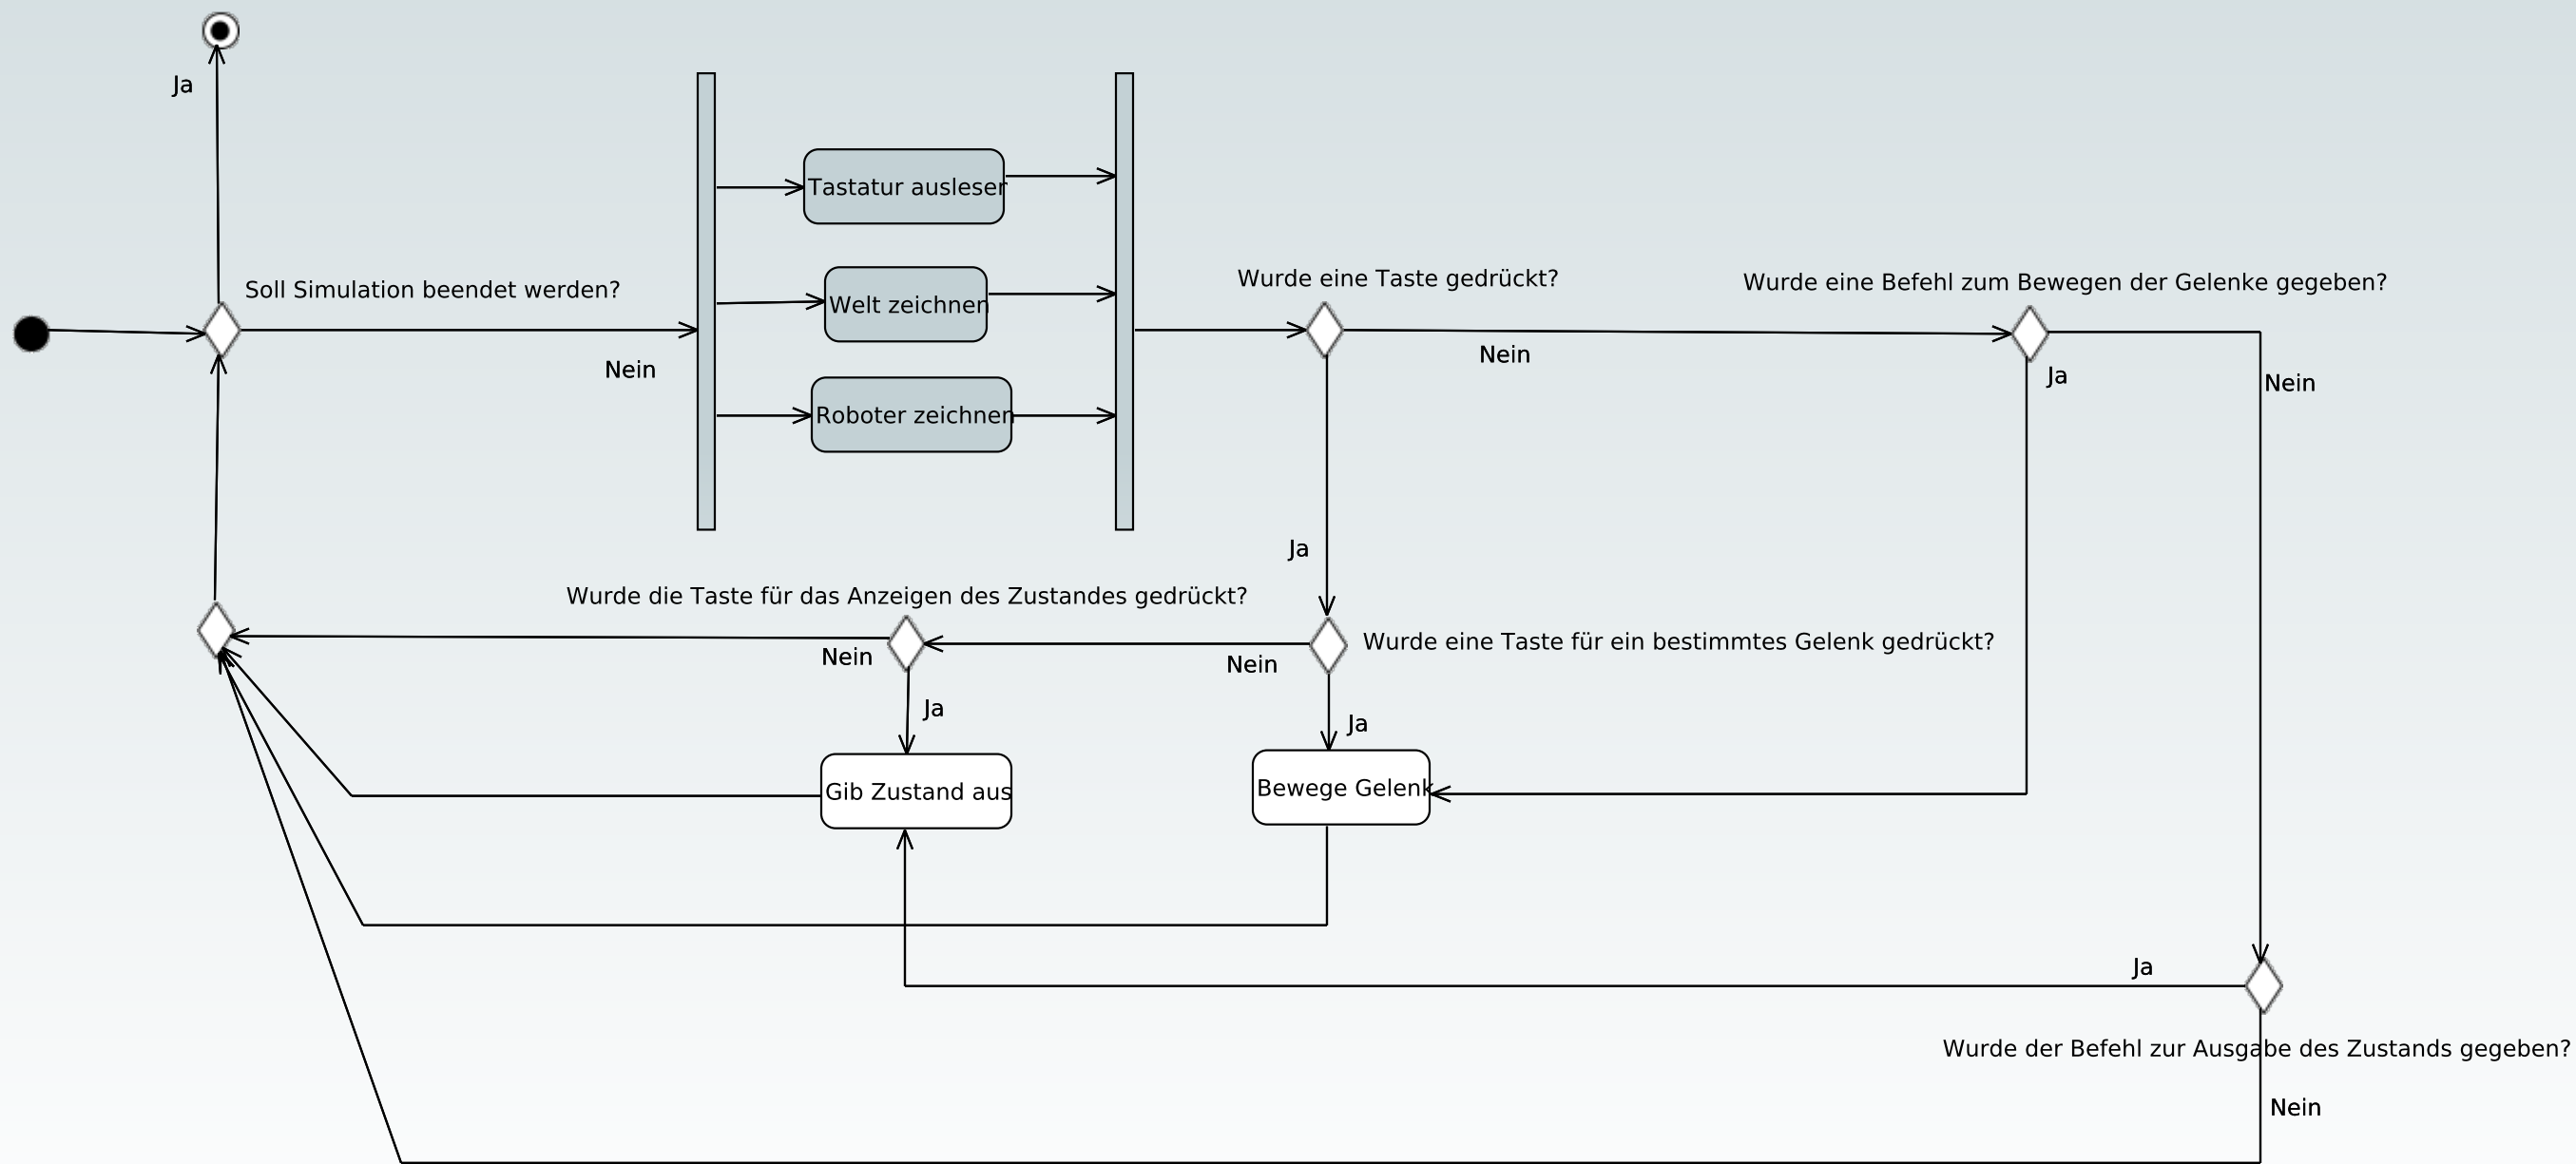 Ja
Tastatur auslesen
Soll Simulation beendet werden?
Wurde eine Taste gedrückt?
Wurde eine Befehl zum Bewegen der Gelenke gegeben?
Welt zeichnen
Nein
Nein
Ja
Nein
Roboter zeichnen
Ja
Wurde die Taste für das Anzeigen des Zustandes gedrückt?
Wurde eine Taste für ein bestimmtes Gelenk gedrückt?
Nein
Nein
Ja
Ja
Gib Zustand aus
Bewege Gelenk
Ja
Wurde der Befehl zur Ausgabe des Zustands gegeben?
Nein